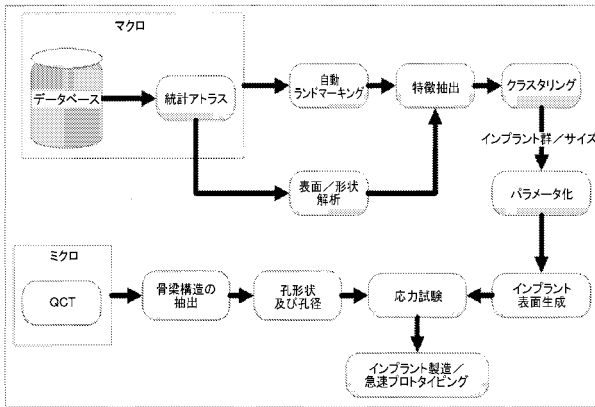 マクロ
データベース
統計アトラス
自動
ランドマーキング
特徴抽出
クラスタリング
インプラント群/サイズ
表面/形状
解析
パラメータ化
ミクロ
QCT
骨梁構造の
抽出
孔形状
及び孔径
応力試験
インプラント
表面生成
インプラント製造/
急速プロトタイピング